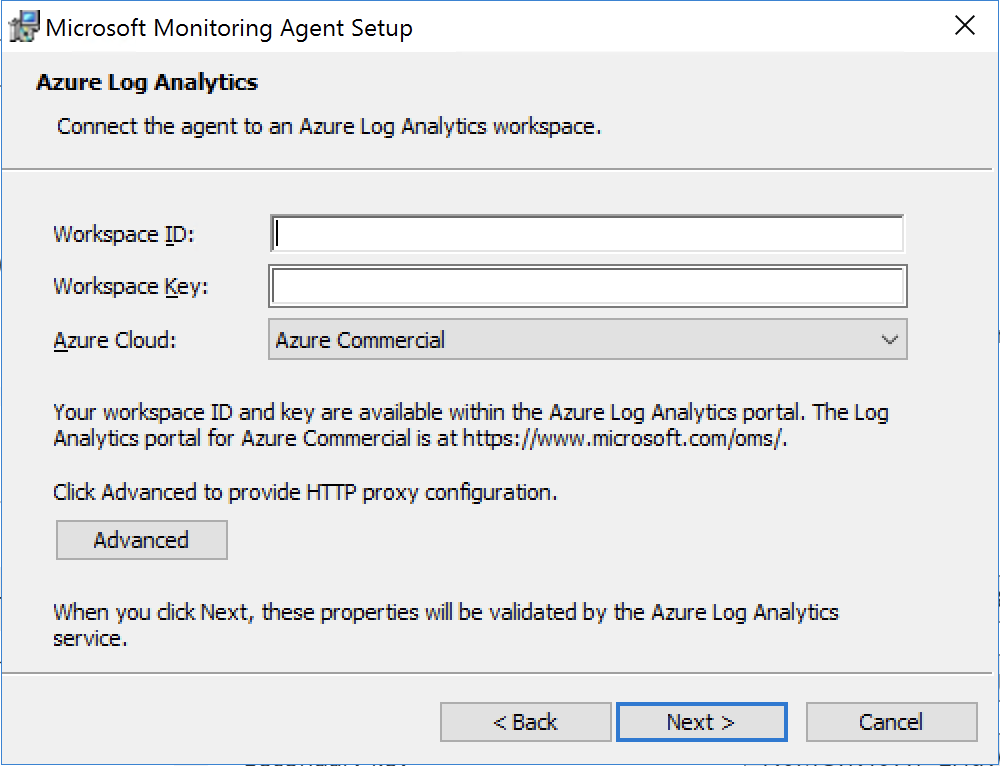 Microsoft Monitoring Agent Setup
Azure Log Analytics
Connect the agent to an Azure Log Analytics workspace.
Workspace ID:
Workspace Key:
Azure Cloud: Azure Commercial
Your workspace ID and key are available within the Azure Log Analytics portal. The Log
Analytics portal for Azure Commercial is at https://www.microsoft.com/oms/.
Click Advanced to provide HTTP proxy configuration.
Advanced
When you click Next, these properties will be validated by the Azure Log Analytics
service.
< Back Next > Cancel